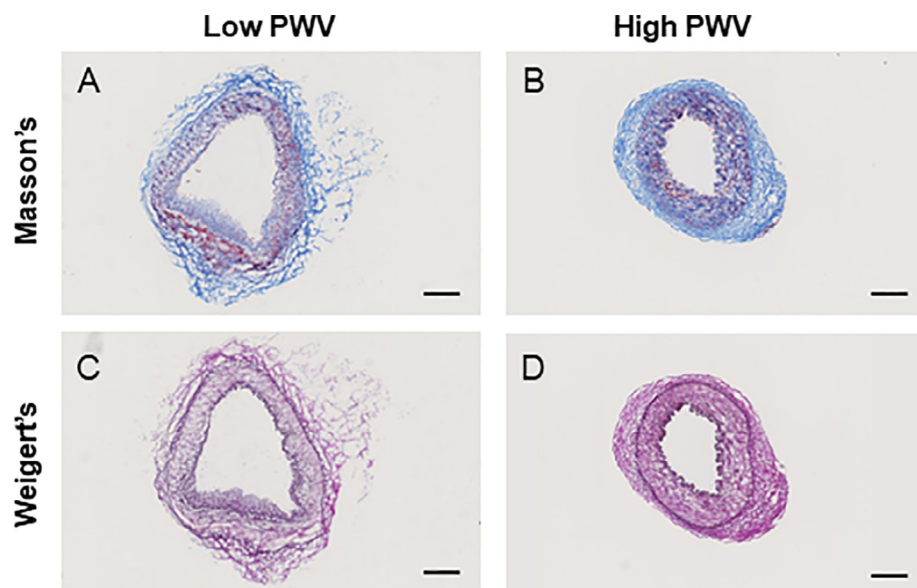 Low PWV
High PWV
Masson's
A
B
Weigert's
C
D